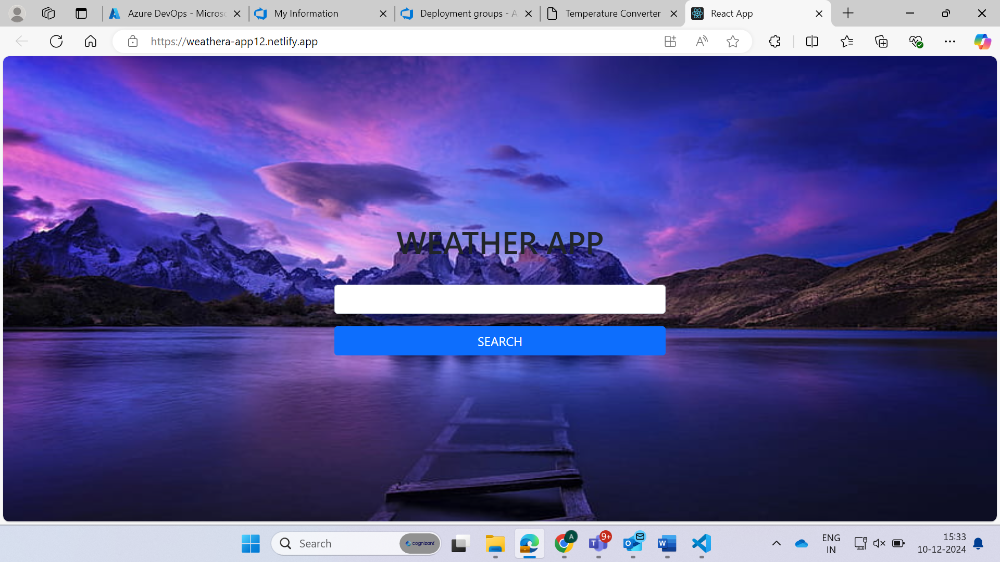 Azure DevOps - Microso
My Information
Deployment groups - A
Temperature Converter
React App
https://weathera-app12.netlify.app
WEATHER APP
SEARCH
Search
cognizant
A
9+
ENG
IN
15:33
10-12-2024